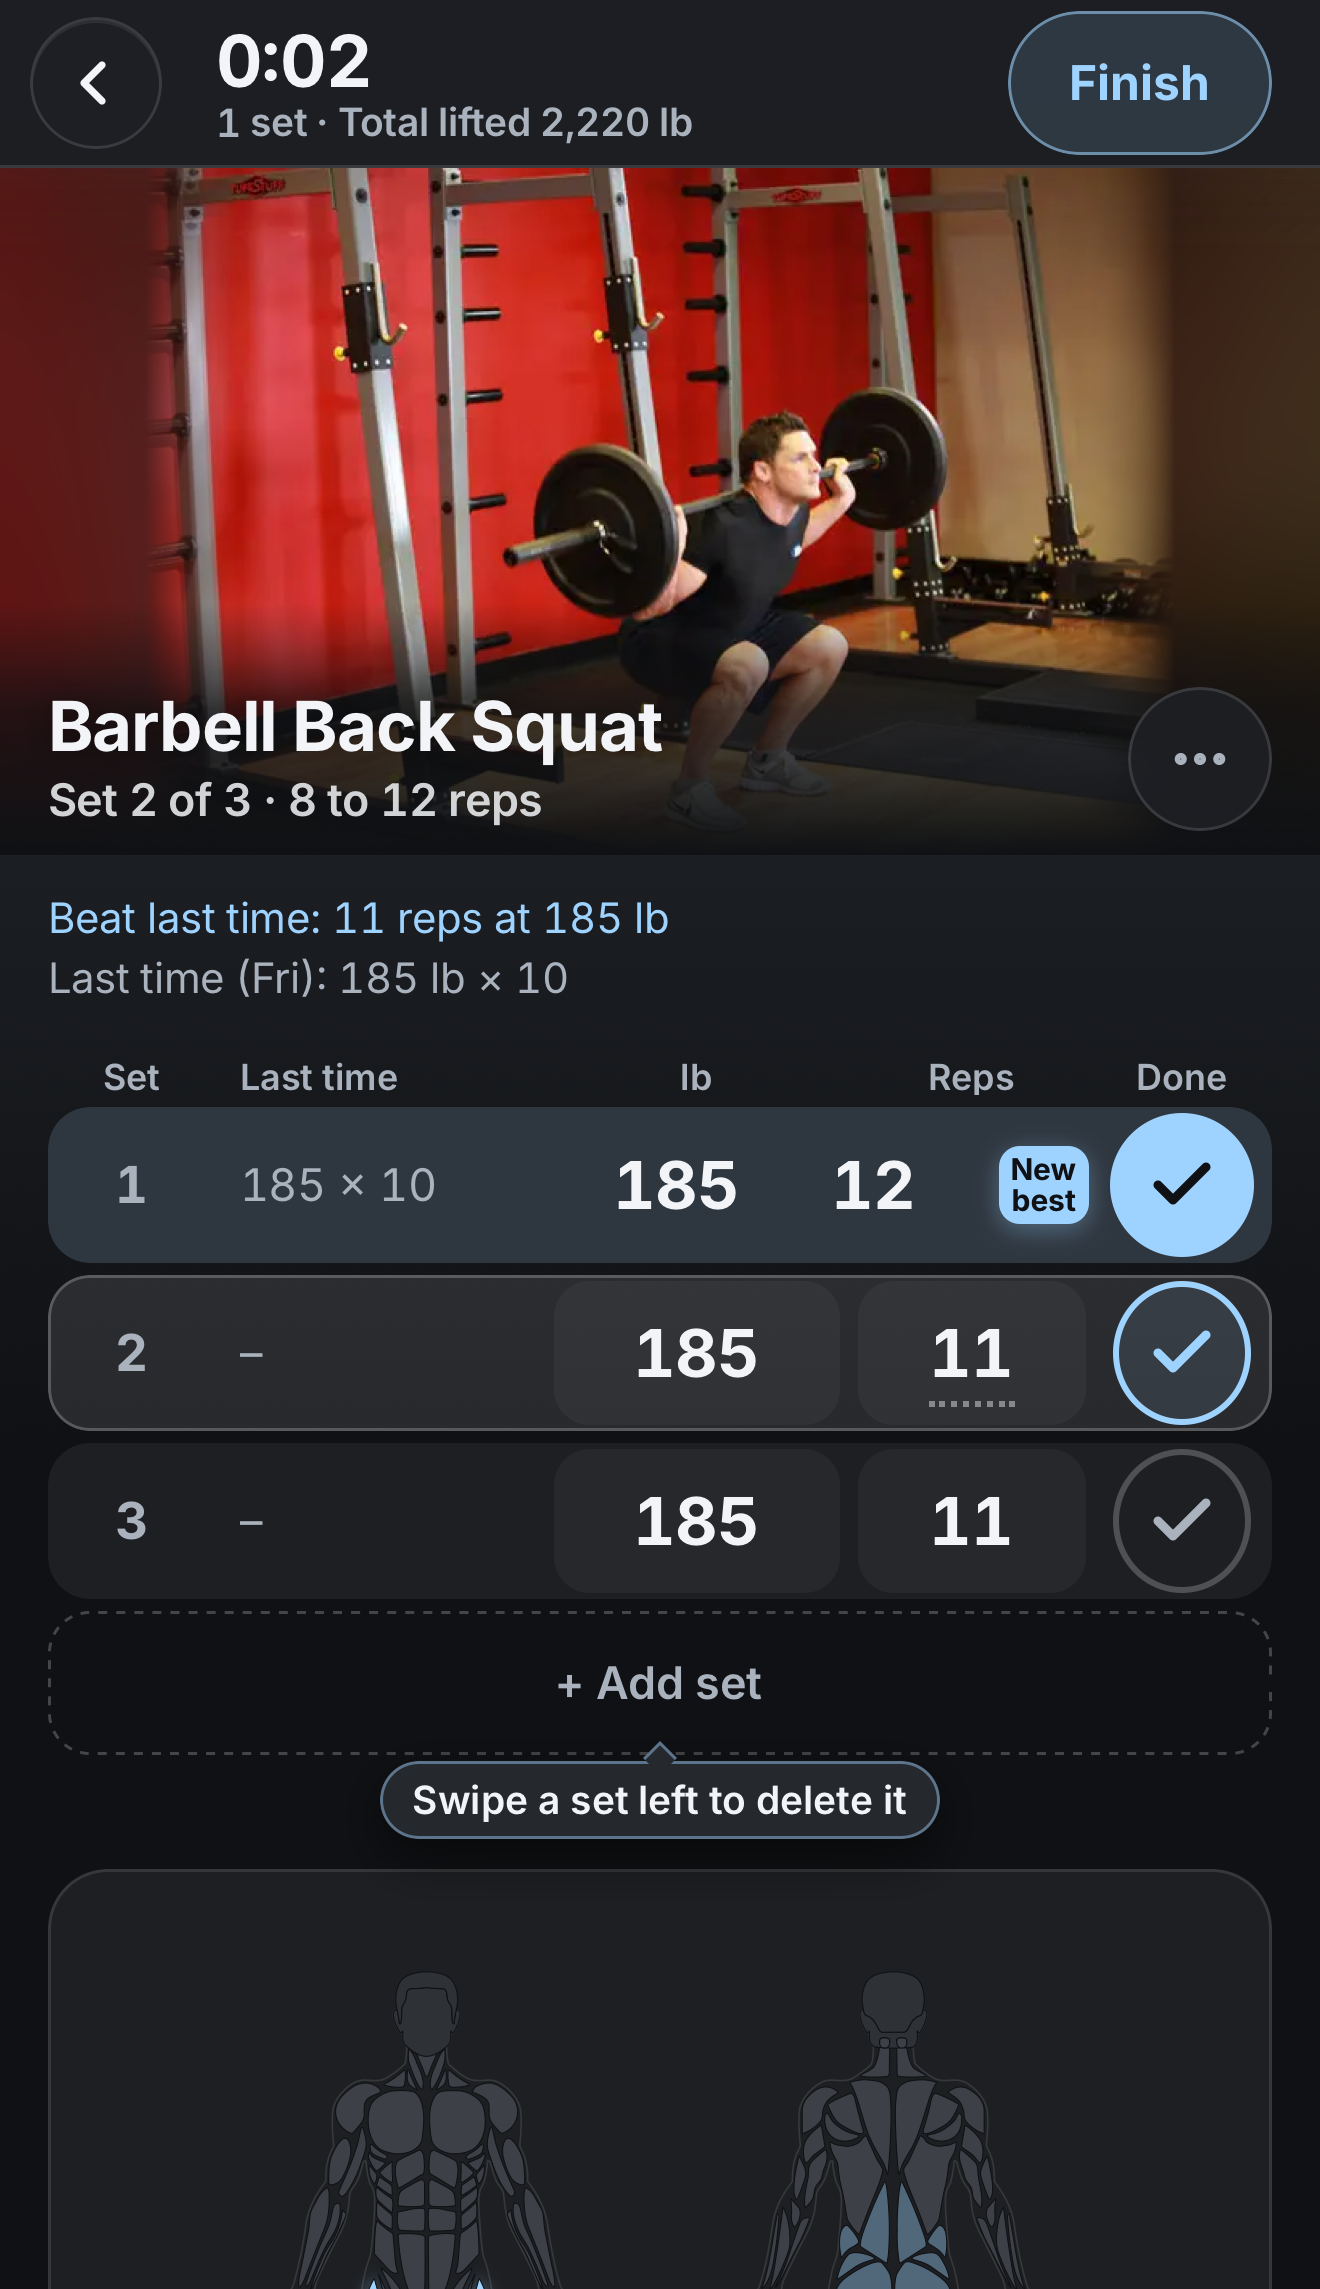 0:02
Finish
1 set · Total lifted 2,220 lb
Barbell Back Squat
Set 2 of 3 · 8 to 12 reps
Beat last time: 11 reps at 185 lb
Last time (Fri): 185 lb × 10
Set Last time lb Reps Done
1 185 × 10 185 12 New best
2 – 185 11
3 – 185 11
+ Add set
Swipe a set left to delete it